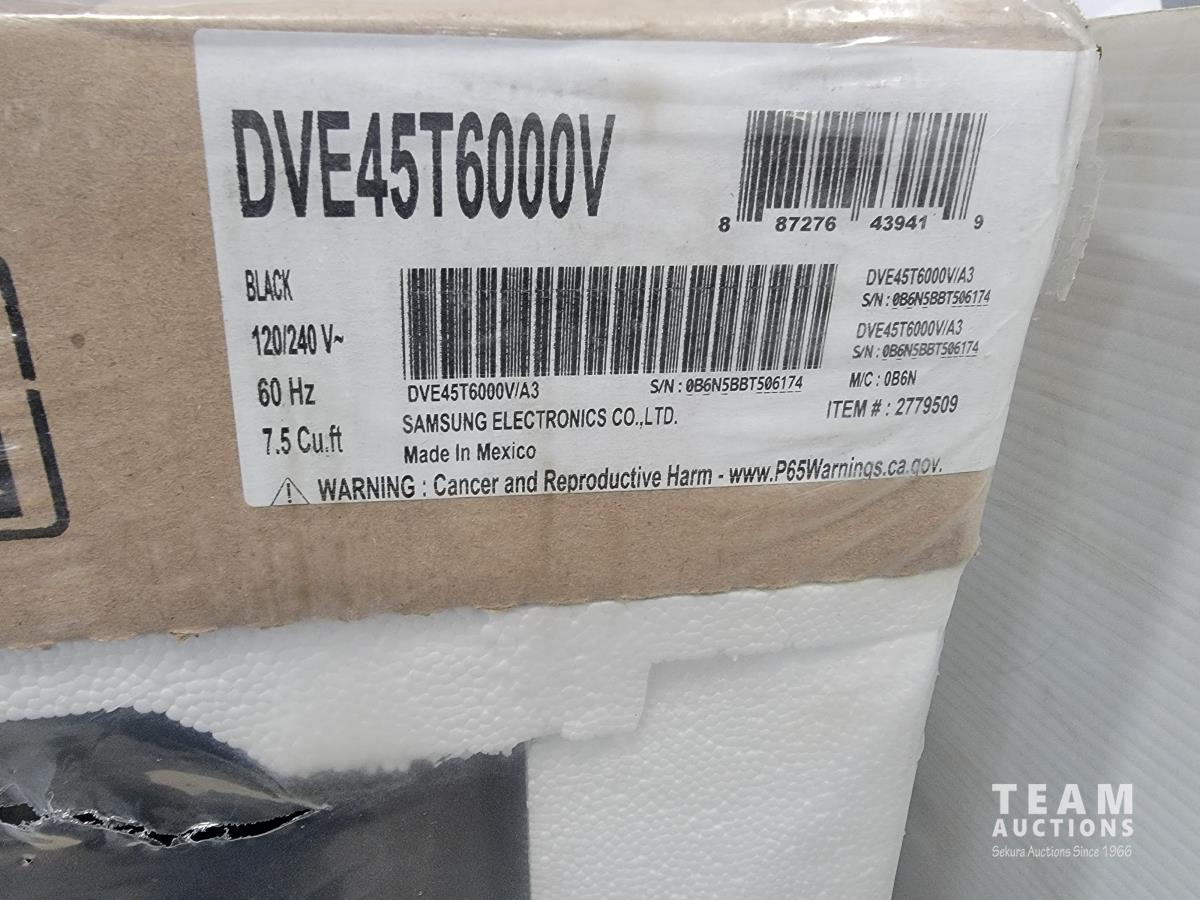 DVE45T6000V
8 87276 43941 9
BLACK
120/240 V~
60 Hz
7.5 Cu.ft
DVE45T6000V/A3 S/N : 0B6N5BBT506174
SAMSUNG ELECTRONICS CO.,LTD.
Made In Mexico
DVE45T6000V/A3
S/N : 0B6N5BBT506174
DVE45T6000V/A3
S/N : 0B6N5BBT506174
M/C : 0B6N
ITEM # : 2779509
WARNING : Cancer and Reproductive Harm - www.P65Warnings.ca.gov.
TEAM
AUCTIONS
Sekura Auctions Since 1966